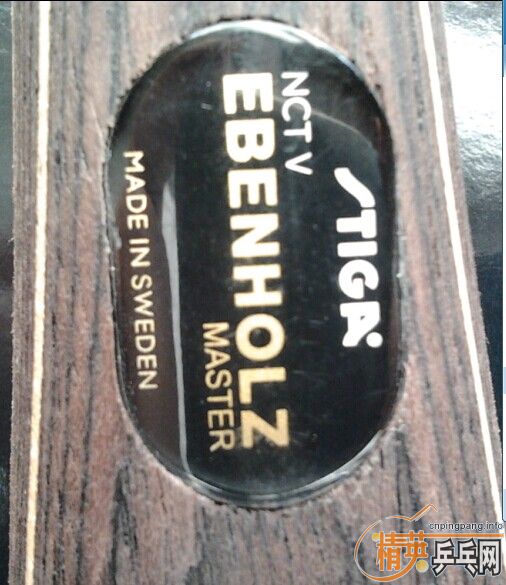 STIGA
NCT V
EBENHOLZ
MASTER
MADE IN SWEDEN
cnpingpang.info
精英乒乓网